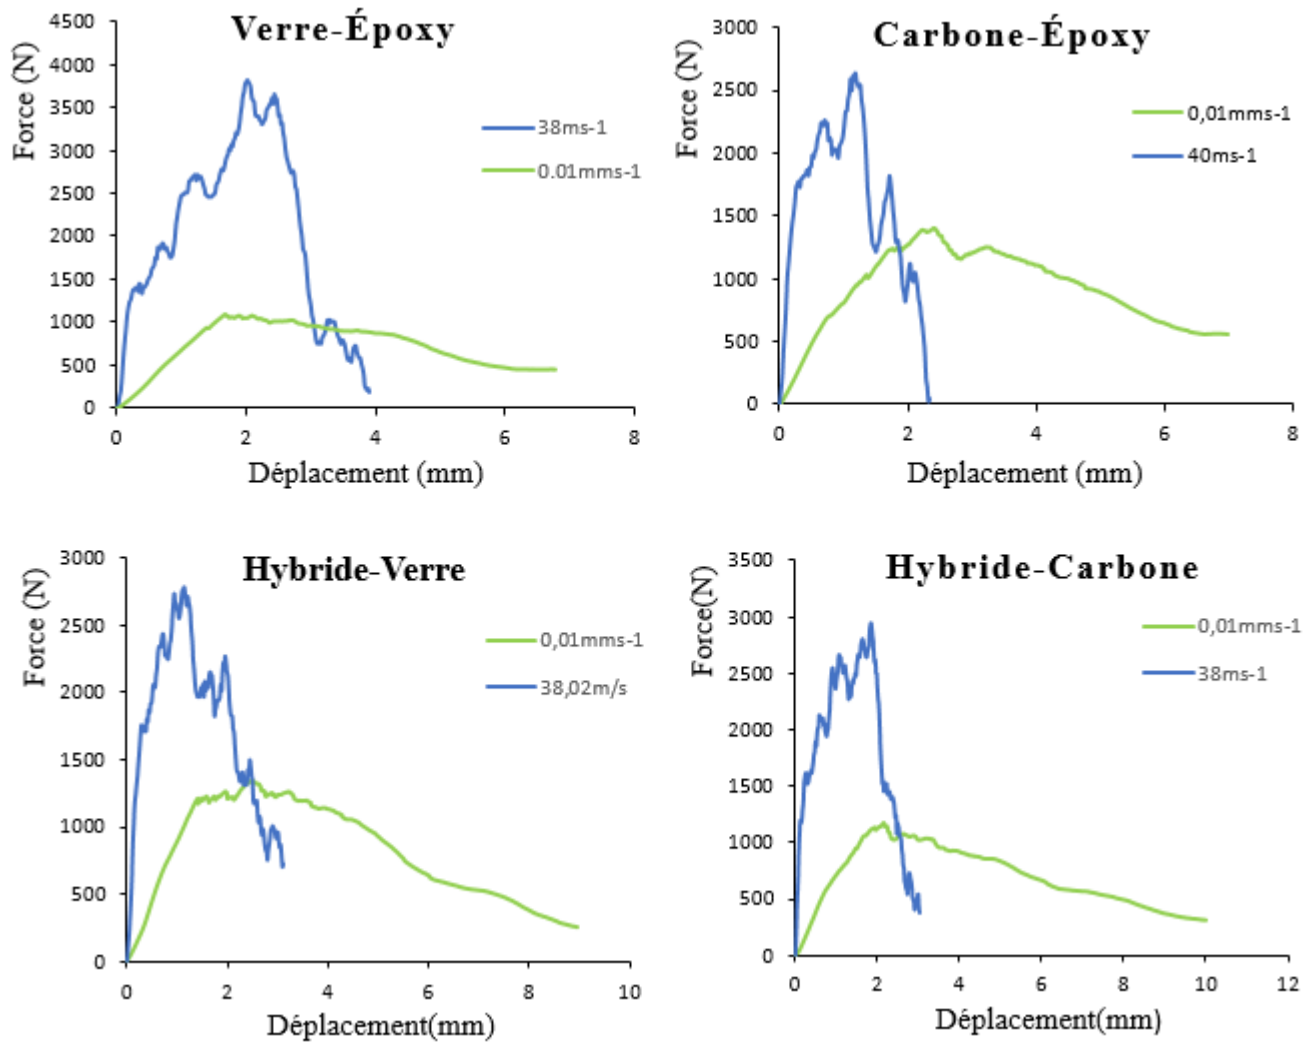 Verre-Époxy
Force (N)
4500
4000
3500
3000
2500
2000
1500
1000
500
0
0 2 4 6 8
Déplacement (mm)
38ms-1
0.01mms-1
Carbone-Époxy
Force (N)
3000
2500
2000
1500
1000
500
0
0 2 4 6 8
Déplacement (mm)
0,01mms-1
40ms-1
Hybride-Verre
Force (N)
3000
2500
2000
1500
1000
500
0
0 2 4 6 8 10
Déplacement(mm)
0,01mms-1
38,02m/s
Hybride-Carbone
Force(N)
3500
3000
2500
2000
1500
1000
500
0
0 2 4 6 8 10 12
Déplacement(mm)
0,01mms-1
38ms-1